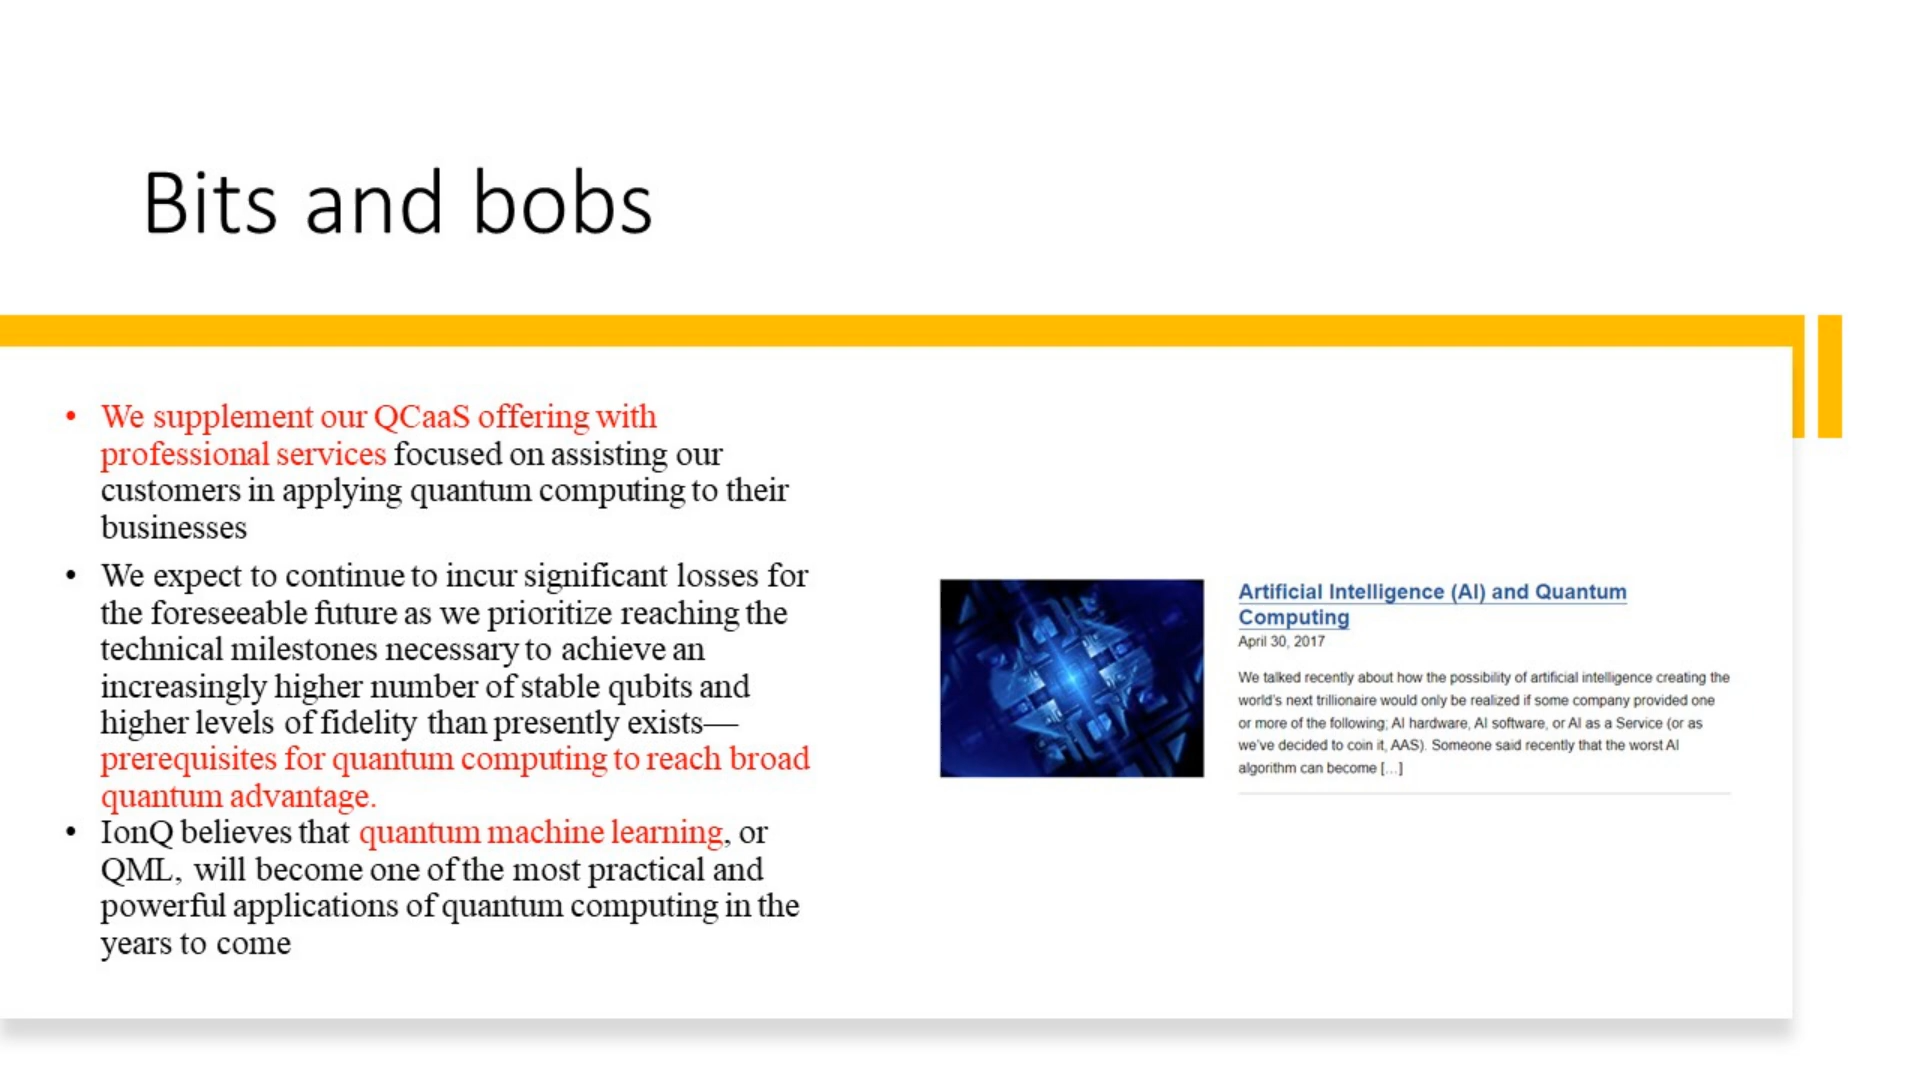 Bits and bobs
• We supplement our QCaaS offering with
professional services focused on assisting our
customers in applying quantum computing to their
businesses
• We expect to continue to incur significant losses for
the foreseeable future as we prioritize reaching the
technical milestones necessary to achieve an
increasingly higher number of stable qubits and
higher levels of fidelity than presently exists—
prerequisites for quantum computing to reach broad
quantum advantage.
• IonQ believes that quantum machine learning, or
QML, will become one of the most practical and
powerful applications of quantum computing in the
years to come
Artificial Intelligence (AI) and Quantum
Computing
April 30, 2017
We talked recently about how the possibility of artificial intelligence creating the
world's next trillionaire would only be realized if some company provided one
or more of the following; AI hardware, AI software, or AI as a Service (or as
we've decided to coin it, AAS). Someone said recently that the worst AI
algorithm can become […]